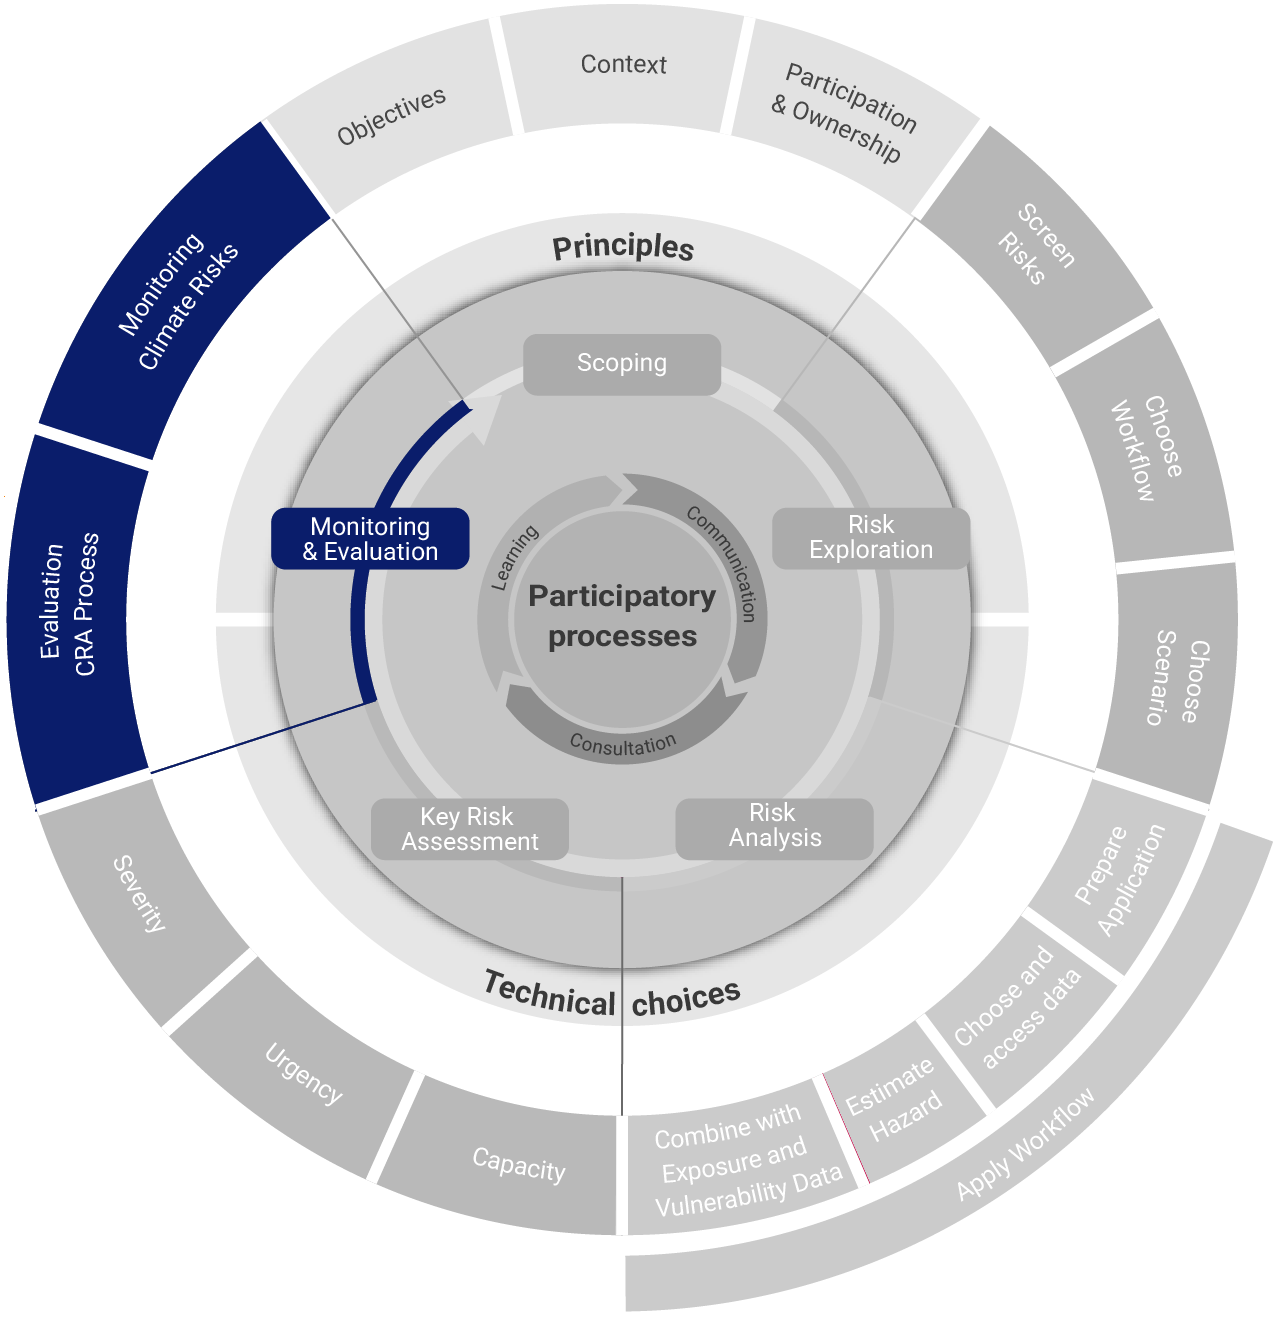 Objectives
Context
Participation
& Ownership
Screen
Risks
Choose
Workflow
Choose
Scenario
Prepare
Application
Choose and
access data
Estimate
Hazard
Combine with
Exposure and
Vulnerability Data
Apply Workflow
Capacity
Urgency
Severity
Evaluation
CRA Process
Monitoring
Climate Risks
Principles
Technical choices
Scoping
Risk
Exploration
Risk
Analysis
Key Risk
Assessment
Monitoring
& Evaluation
Communication
Consultation
Learning
Participatory
processes